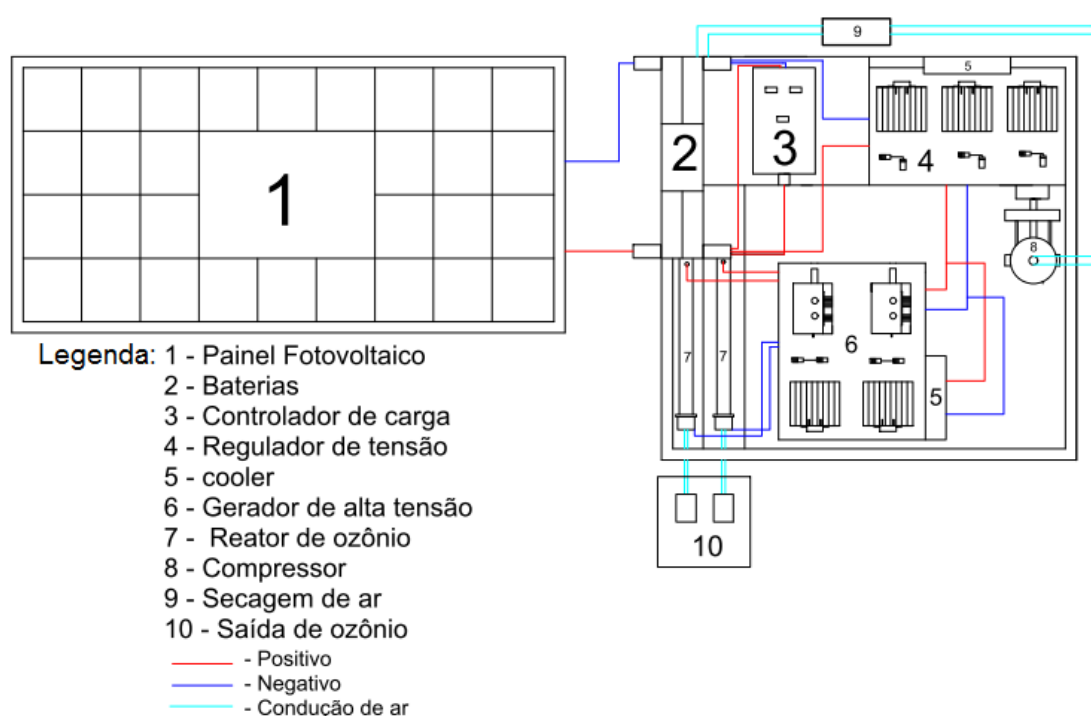 9
5
1
2
3
4
8
6
7
7
5
10
Legenda: 1 - Painel Fotovoltaico
2 - Baterias
3 - Controlador de carga
4 - Regulador de tensão
5 - cooler
6 - Gerador de alta tensão
7 - Reator de ozônio
8 - Compressor
9 - Secagem de ar
10 - Saída de ozônio
- Positivo
- Negativo
- Condução de ar